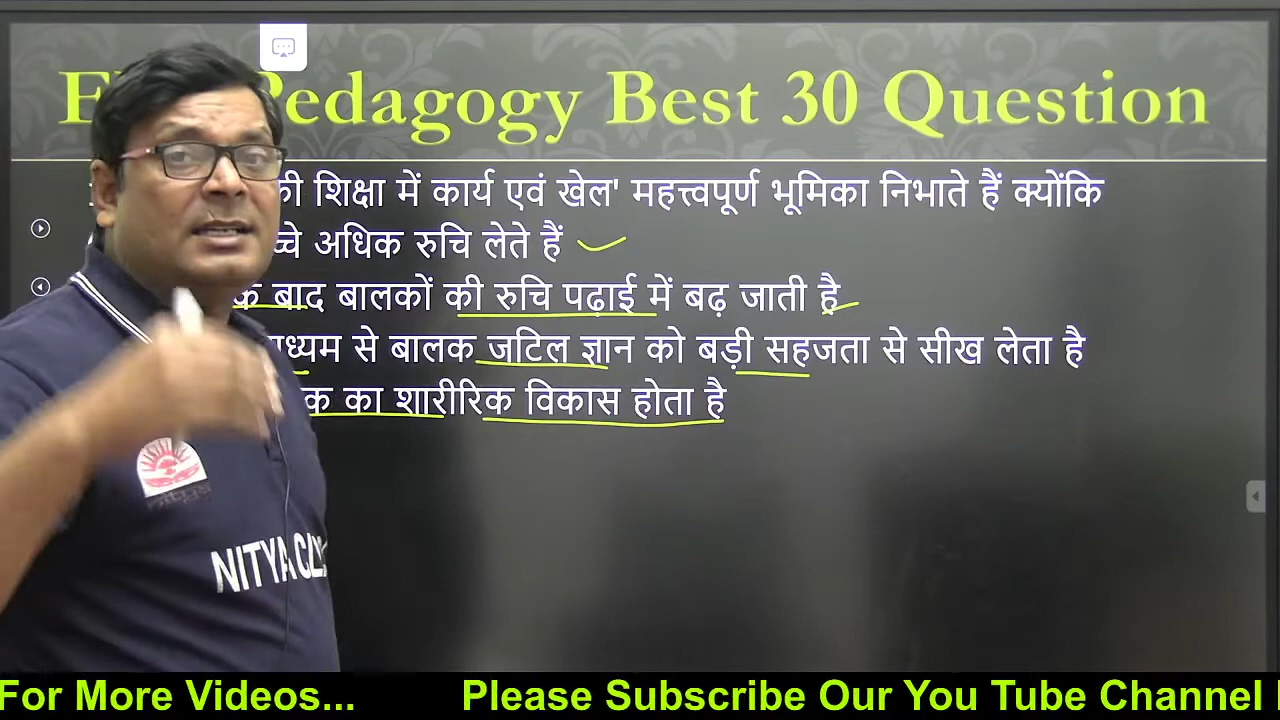 Pedagogy Best 30 Question
की शिक्षा में कार्य एवं खेल' महत्त्वपूर्ण भूमिका निभाते हैं क्योंकि
अधिक रुचि लेते हैं
के बाद बालकों की रुचि पढ़ाई में बढ़ जाती है
माध्यम से बालक जटिल ज्ञान को बड़ी सहजता से सीख लेता है
का शारीरिक विकास होता है
NITYA
For More Videos... Please Subscribe Our You Tube Channel